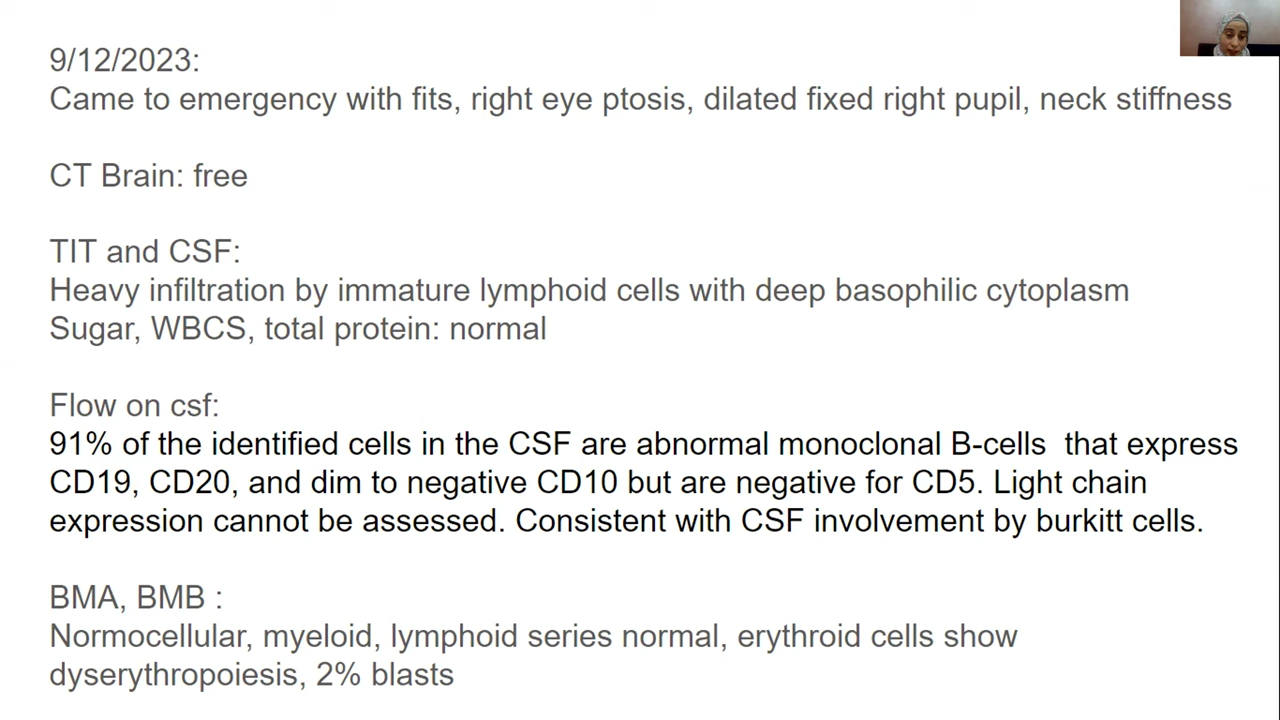 9/12/2023:
Came to emergency with fits, right eye ptosis, dilated fixed right pupil, neck stiffness
CT Brain: free
TIT and CSF:
Heavy infiltration by immature lymphoid cells with deep basophilic cytoplasm
Sugar, WBCS, total protein: normal
Flow on csf:
91% of the identified cells in the CSF are abnormal monoclonal B-cells  that express
CD19, CD20, and dim to negative CD10 but are negative for CD5. Light chain
expression cannot be assessed. Consistent with CSF involvement by burkitt cells.
BMA, BMB :
Normocellular, myeloid, lymphoid series normal, erythroid cells show
dyserythropoiesis, 2% blasts